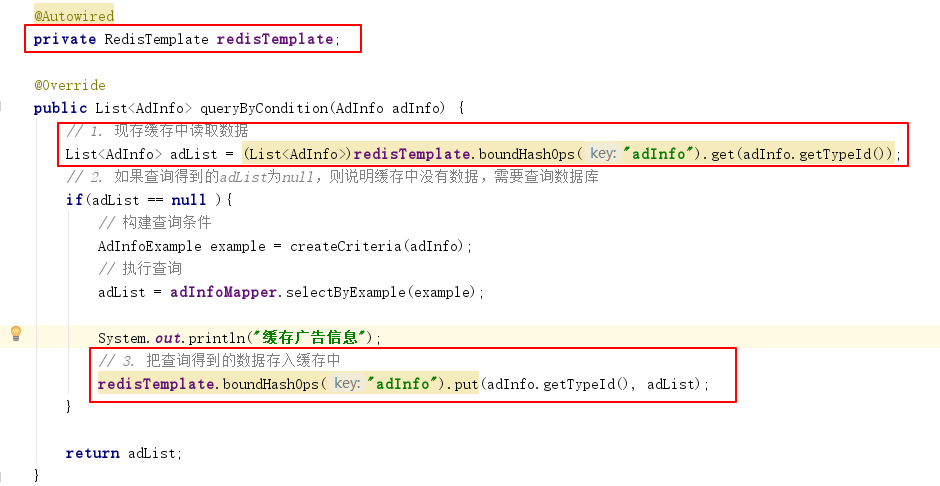 @Autowired
private RedisTemplate redisTemplate;
@Override
public List<AdInfo> queryByCondition(AdInfo adInfo) {
// 1. 现存缓存中读取数据
List<AdInfo> adList = (List<AdInfo>)redisTemplate.boundHashOps( key: "adInfo").get(adInfo.getTypeId());
// 2. 如果查询得到的adList为null，则说明缓存中没有数据，需要查询数据库
if(adList == null ){
// 构建查询条件
AdInfoExample example = createCriteria(adInfo);
// 执行查询
adList = adInfoMapper.selectByExample(example);
System.out.println("缓存广告信息");
// 3. 把查询得到的数据存入缓存中
redisTemplate.boundHashOps( key: "adInfo").put(adInfo.getTypeId(), adList);
}
return adList;
}